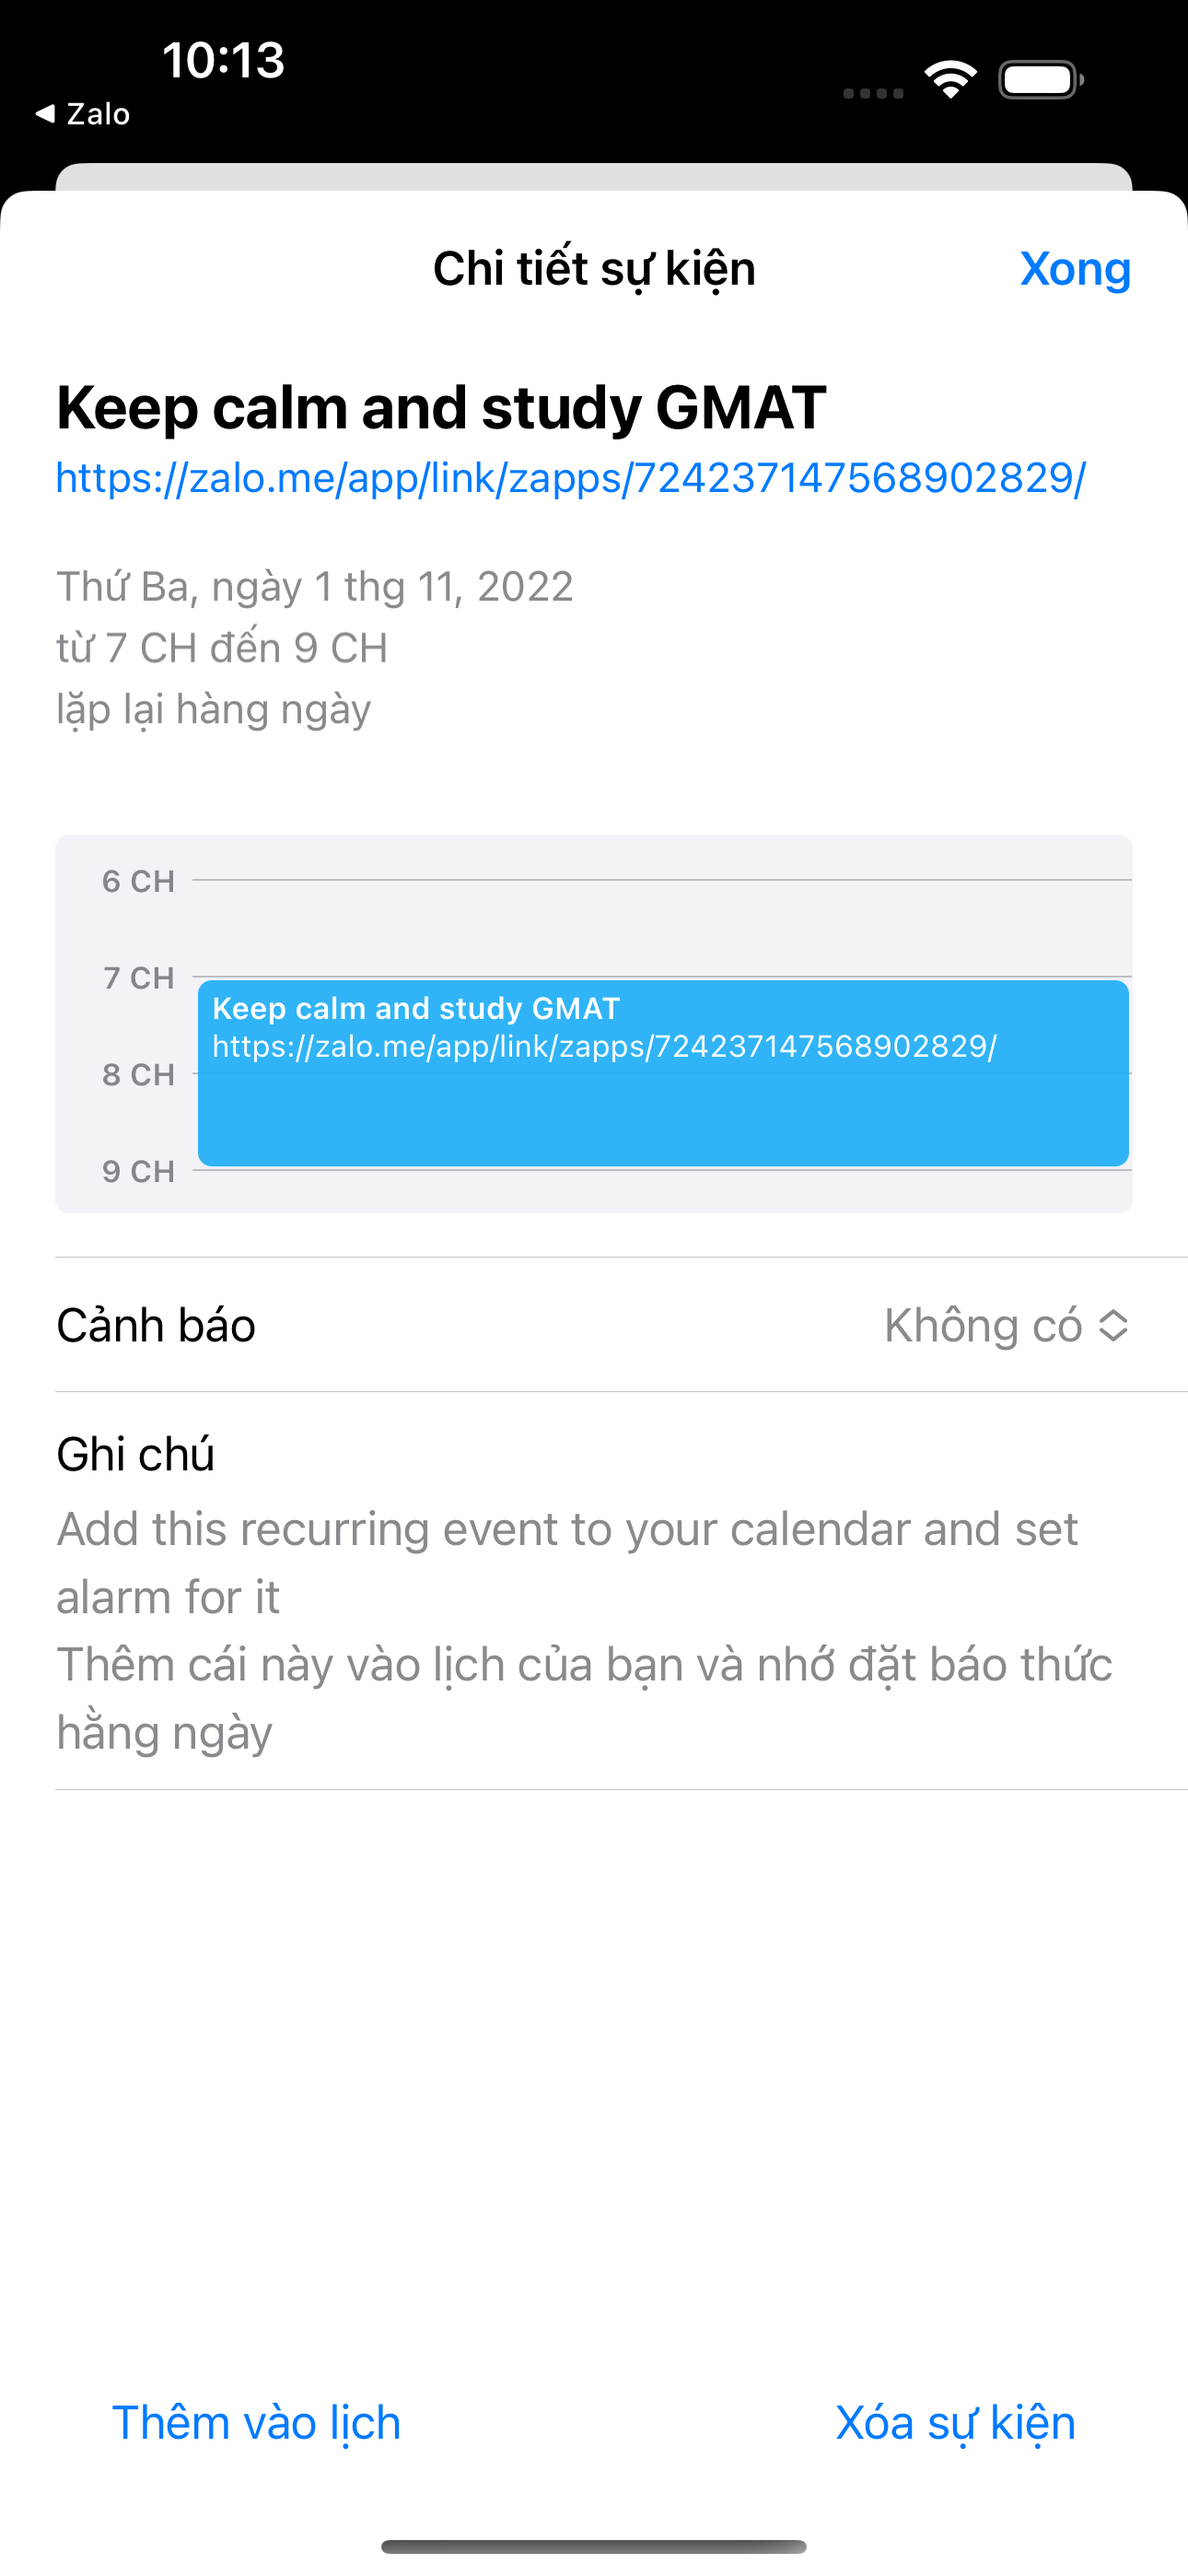 10:13
Zalo
Chi tiết sự kiện
Xong
Keep calm and study GMAT
https://zalo.me/app/link/zapps/724237147568902829/
Thứ Ba, ngày 1 thg 11, 2022
từ 7 CH đến 9 CH
lặp lại hàng ngày
6 CH
7 CH
Keep calm and study GMAT
https://zalo.me/app/link/zapps/724237147568902829/
8 CH
9 CH
Cảnh báo
Không có
Ghi chú
Add this recurring event to your calendar and set
alarm for it
Thêm cái này vào lịch của bạn và nhớ đặt báo thức
hằng ngày
Thêm vào lịch
Xóa sự kiện